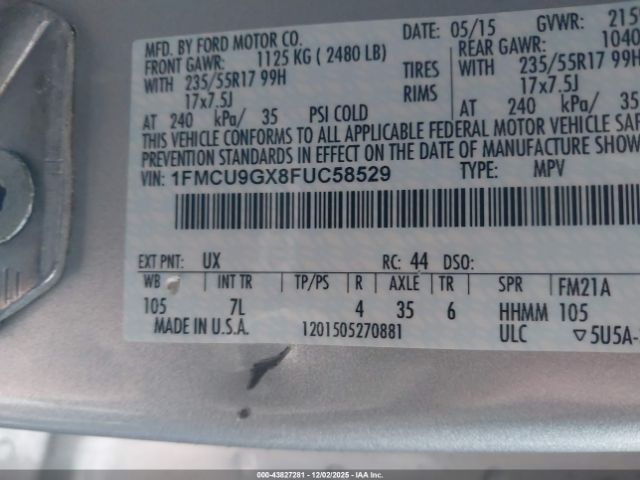 MFD. BY FORD MOTOR CO. DATE: 05/15 GVWR:
FRONT GAWR: 1125 KG ( 2480 LB) REAR GAWR: 1040
WITH 235/55R17 99H TIRES WITH 235/55R17 99H
17x7.5J RIMS 17x7.5J
AT 240 kPa/ 35 PSI COLD AT 240 kPa/ 35
THIS VEHICLE CONFORMS TO ALL APPLICABLE FEDERAL MOTOR VEHICLE
PREVENTION STANDARDS IN EFFECT ON THE DATE OF MANUFACTURE SHOW
VIN: 1FMCU9GX8FUC58529 TYPE: MPV
EXT PNT: UX RC: 44 DSO:
WB INT TR TP/PS R AXLE TR SPR FM21A
105 7L 4 35 6 HHMM 105
MADE IN U.S.A. 1201505270881 ULC ▽5U5A-
000-43827281 - 12/02/2025 - IAA Inc.